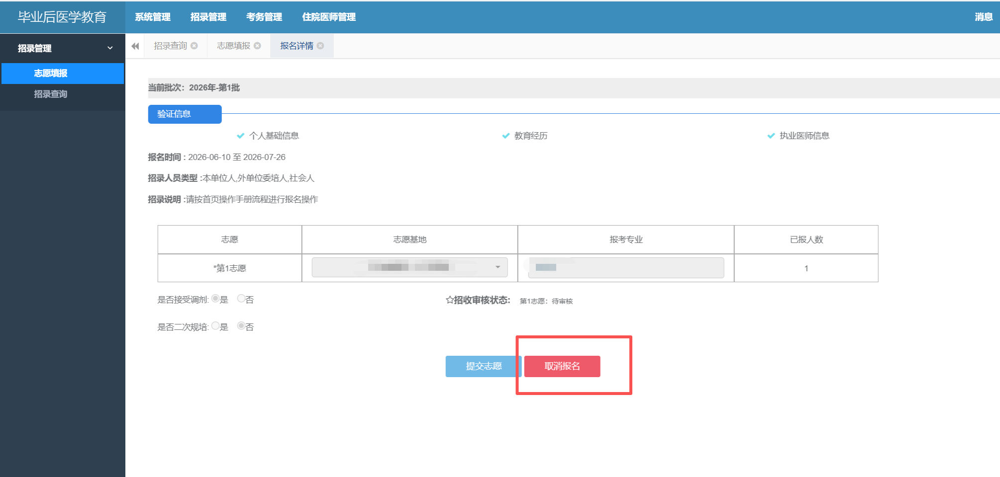 毕业后医学教育
系统管理 招录管理 考务管理 住院医师管理 消息
招录管理
志愿填报
招录查询
招录查询 志愿填报 报名详情
当前批次：2026年-第1批
验证信息
个人基础信息 教育经历 执业医师信息
报名时间 : 2026-06-10 至 2026-07-26
招录人员类型 :本单位人,外单位委培人,社会人
招录说明 :请按首页操作手册流程进行报名操作
志愿 志愿基地 报考专业 已报人数
*第1志愿 1
是否接受调剂: 是 否 招收审核状态: 第1志愿：待审核
是否二次规培: 是 否
提交志愿 取消报名